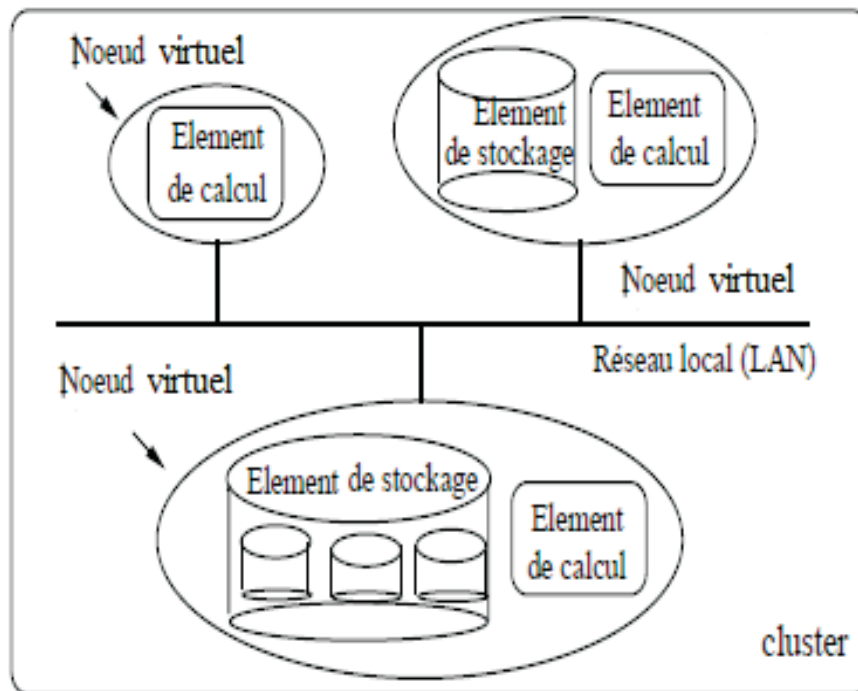 Noeud virtuel
Element
de calcul
Element
de stockage
Element
de calcul
Noeud virtuel
Réseau local (LAN)
Noeud virtuel
Element de stockage
Element
de calcul
cluster